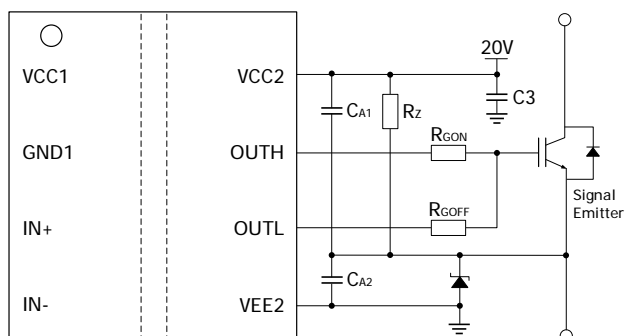 20V
VCC1
VCC2
CA1
RZ
C3
GND1
OUTH
RGON
IN+
OUTL
RGOFF
Signal
Emitter
IN-
CA2
VEE2